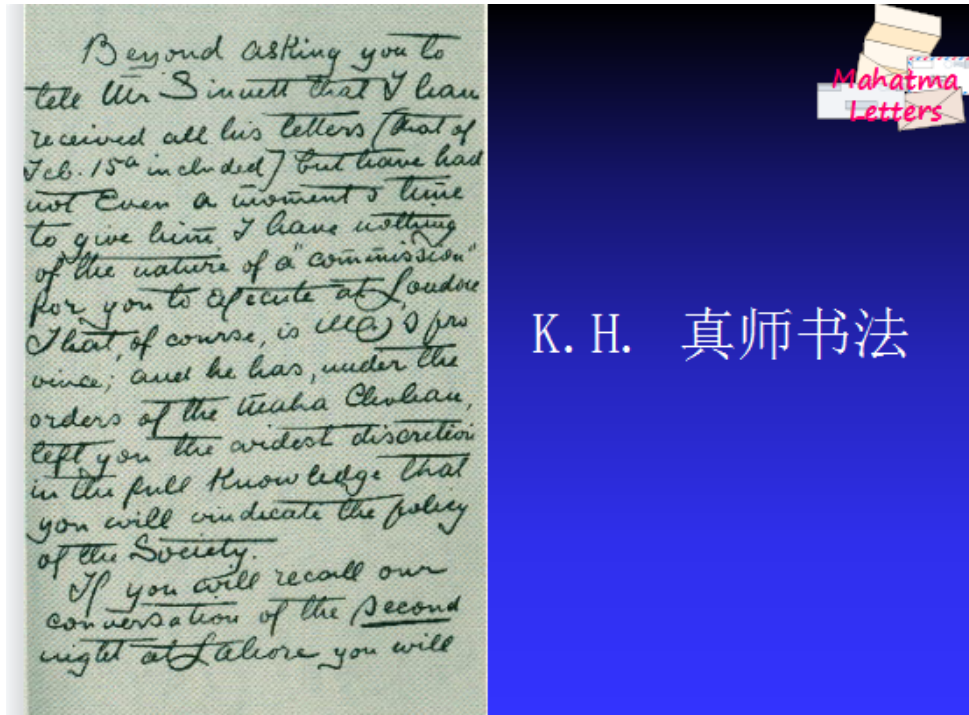 Beyond asking you to
tell Mr Sinnett that I have
received all his letters (that of
Feb. 15th included) but have had
not Even a moment's time
to give him I have nothing
of the nature of a "commission"
for you to execute at London
That, of course, is M's pro
vince; and he has, under the
orders of the Maha Chohan,
left you the widest discretion
in the full Knowledge that
you will vindicate the policy
of the Society.
If you will recall our
conversation of the second
night at Lahore you will
Mahatma
Letters
K.H. 真师书法